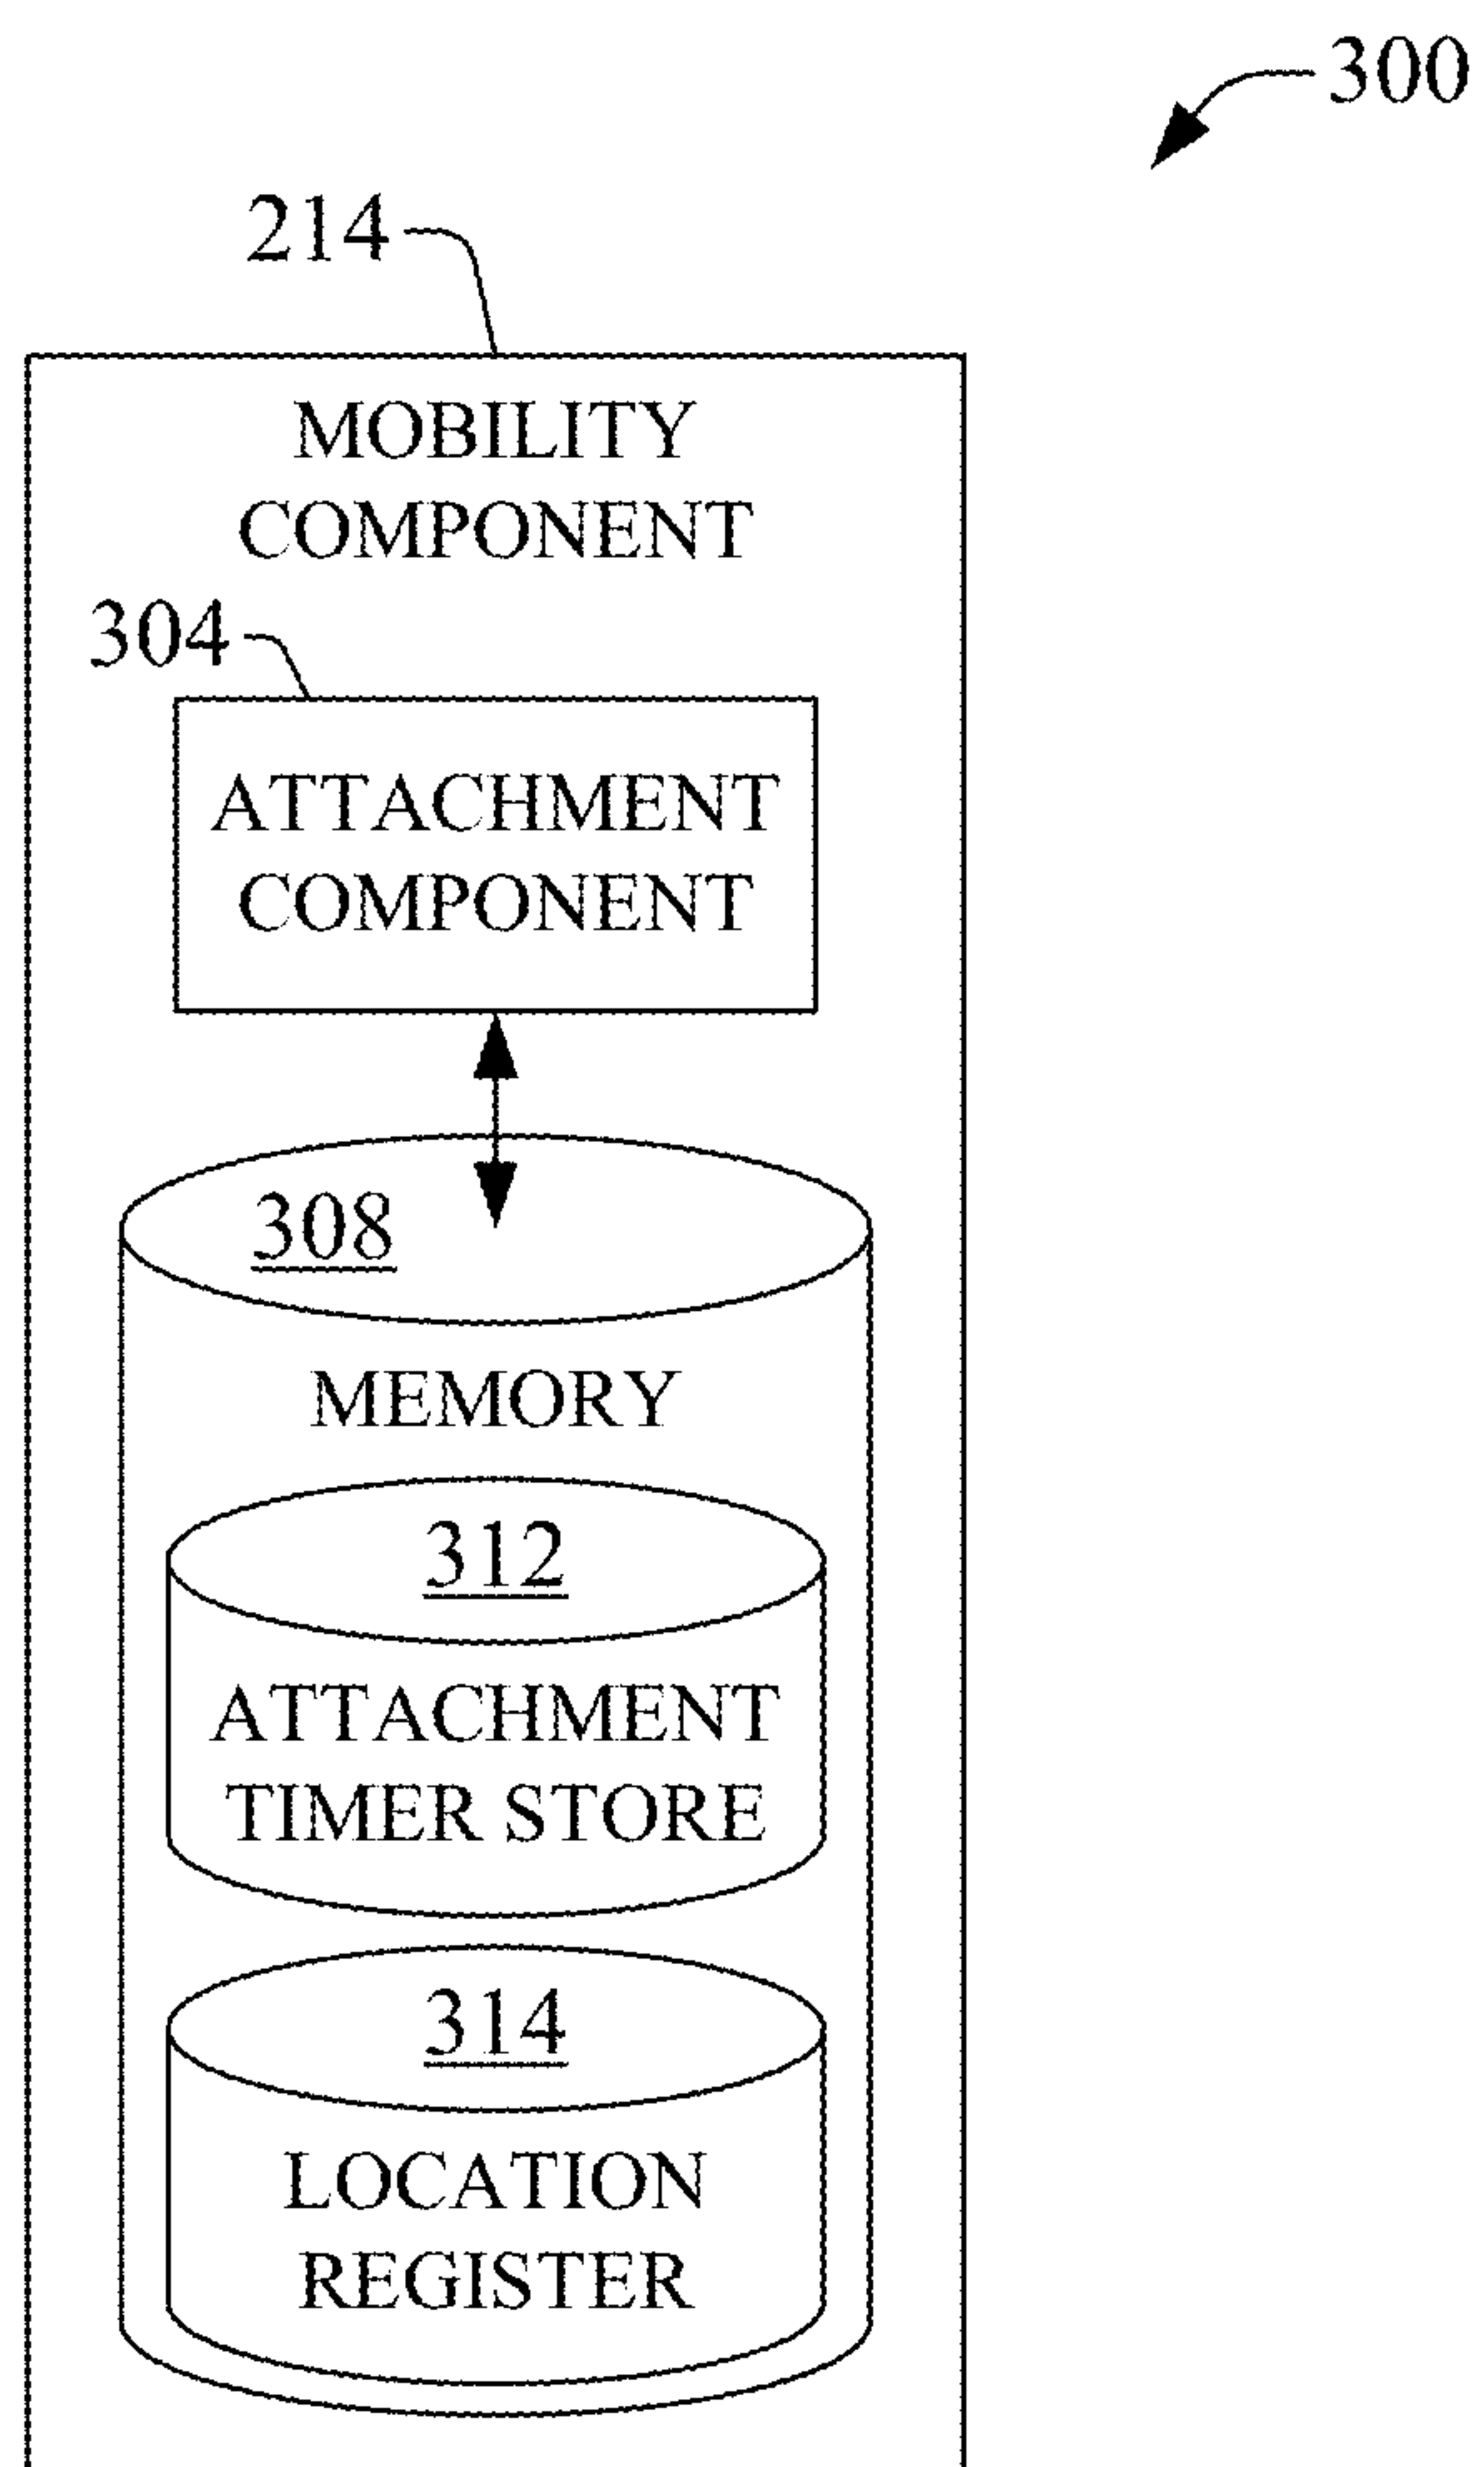 300
214
MOBILITY
COMPONENT
304
ATTACHMENT
COMPONENT
308
MEMORY
312
ATTACHMENT
TIMER STORE
314
LOCATION
REGISTER